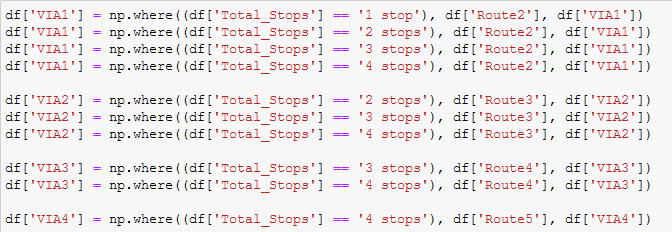 df['VIA1'] = np.where((df['Total_Stops'] == '1 stop'), df['Route2'], df['VIA1'])
df['VIA1'] = np.where((df['Total_Stops'] == '2 stops'), df['Route2'], df['VIA1'])
df['VIA1'] = np.where((df['Total_Stops'] == '3 stops'), df['Route2'], df['VIA1'])
df['VIA1'] = np.where((df['Total_Stops'] == '4 stops'), df['Route2'], df['VIA1'])
df['VIA2'] = np.where((df['Total_Stops'] == '2 stops'), df['Route3'], df['VIA2'])
df['VIA2'] = np.where((df['Total_Stops'] == '3 stops'), df['Route3'], df['VIA2'])
df['VIA2'] = np.where((df['Total_Stops'] == '4 stops'), df['Route3'], df['VIA2'])
df['VIA3'] = np.where((df['Total_Stops'] == '3 stops'), df['Route4'], df['VIA3'])
df['VIA3'] = np.where((df['Total_Stops'] == '4 stops'), df['Route4'], df['VIA3'])
df['VIA4'] = np.where((df['Total_Stops'] == '4 stops'), df['Route5'], df['VIA4'])